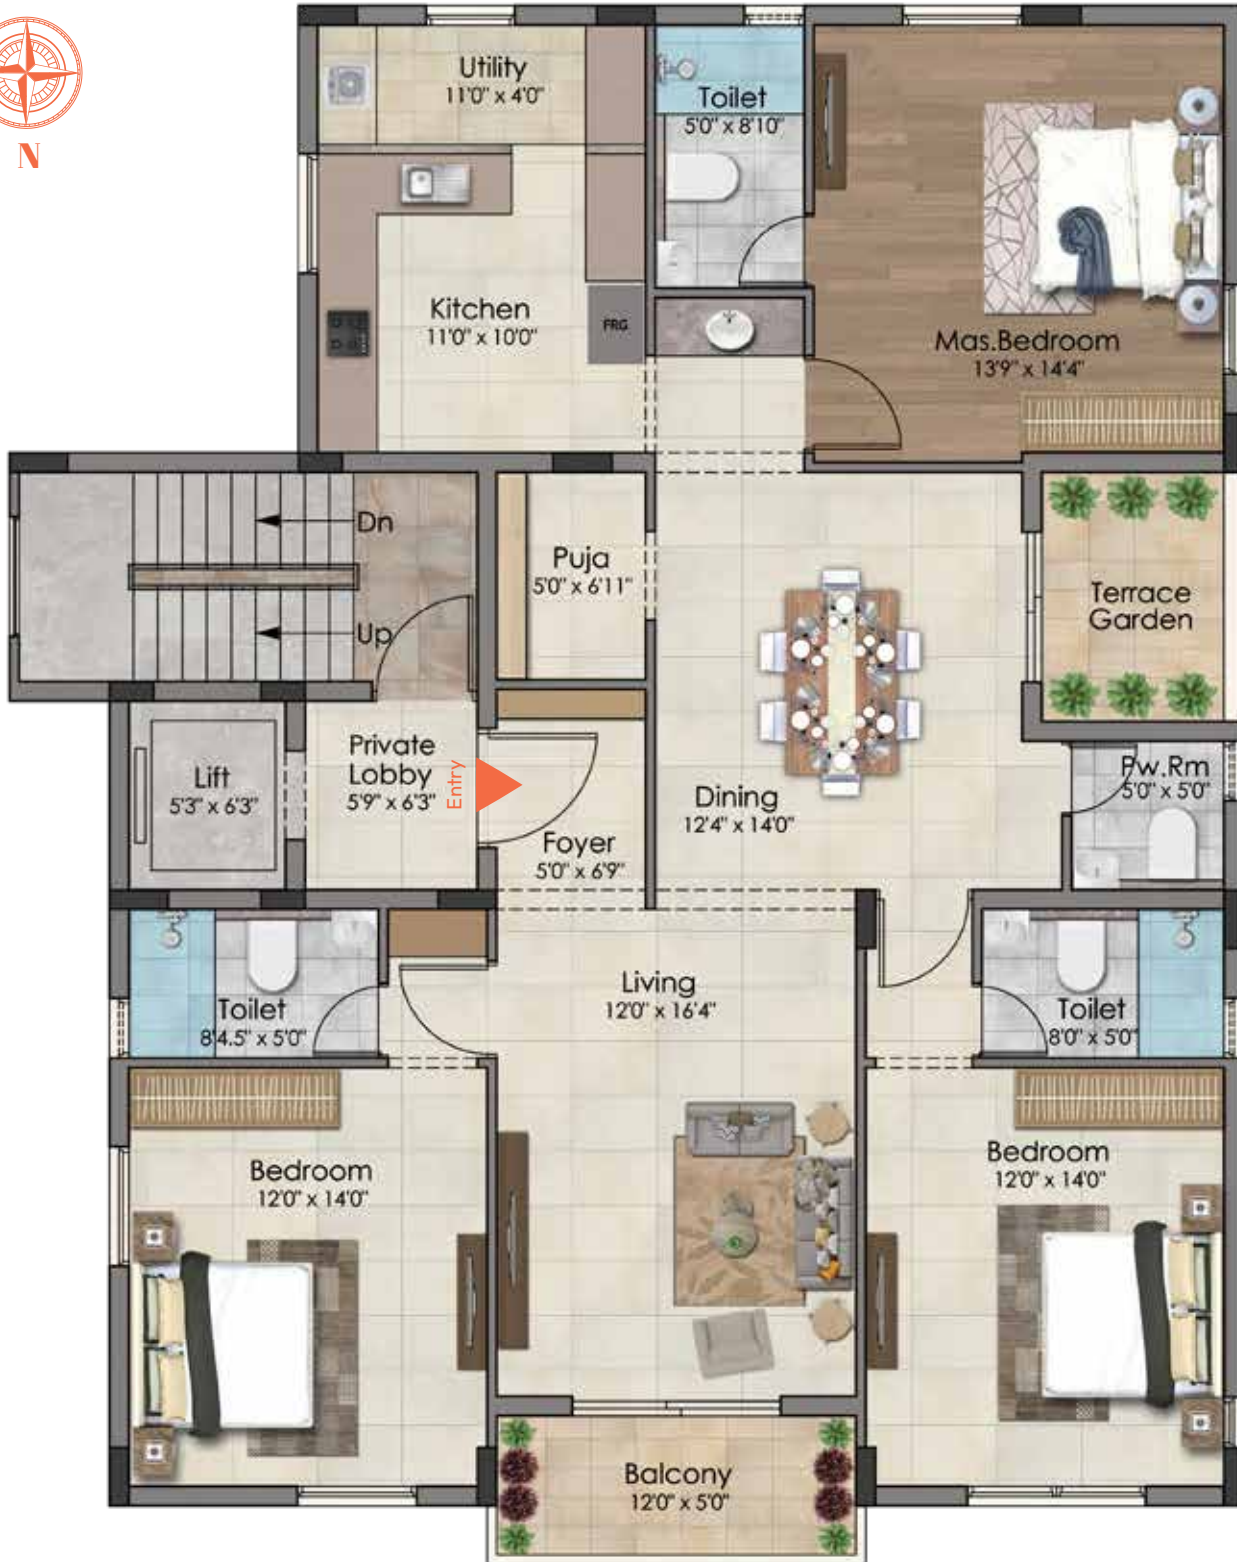 N
Utility
11'0" x 4'0"
Toilet
5'0" x 8'10"
Kitchen
11'0" x 10'0"
FRG
Mas.Bedroom
13'9" x 14'4"
Dn
Up
Puja
5'0" x 6'11"
Terrace
Garden
Lift
5'3" x 6'3"
Private
Lobby
5'9" x 6'3"
Entry
Foyer
5'0" x 6'9"
Dining
12'4" x 14'0"
Pw.Rm
5'0" x 5'0"
Toilet
8'4.5" x 5'0"
Living
12'0" x 16'4"
Toilet
8'0" x 5'0"
Bedroom
12'0" x 14'0"
Bedroom
12'0" x 14'0"
Balcony
12'0" x 5'0"